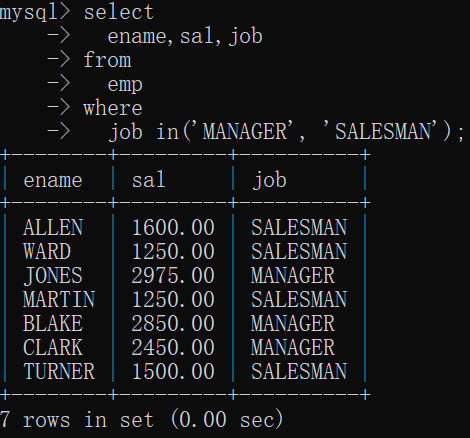 mysql> select
    ->   ename,sal,job
    -> from
    ->   emp
    -> where
    ->   job in('MANAGER', 'SALESMAN');
+--------+---------+----------+
| ename  | sal     | job      |
+--------+---------+----------+
| ALLEN  | 1600.00 | SALESMAN |
| WARD   | 1250.00 | SALESMAN |
| JONES  | 2975.00 | MANAGER  |
| MARTIN | 1250.00 | SALESMAN |
| BLAKE  | 2850.00 | MANAGER  |
| CLARK  | 2450.00 | MANAGER  |
| TURNER | 1500.00 | SALESMAN |
+--------+---------+----------+
7 rows in set (0.00 sec)